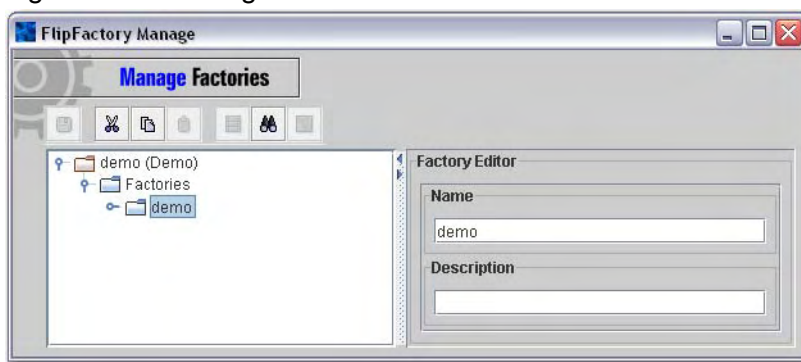 FlipFactory Manage
Manage Factories
demo (Demo)
Factories
demo
Factory Editor
Name
demo
Description